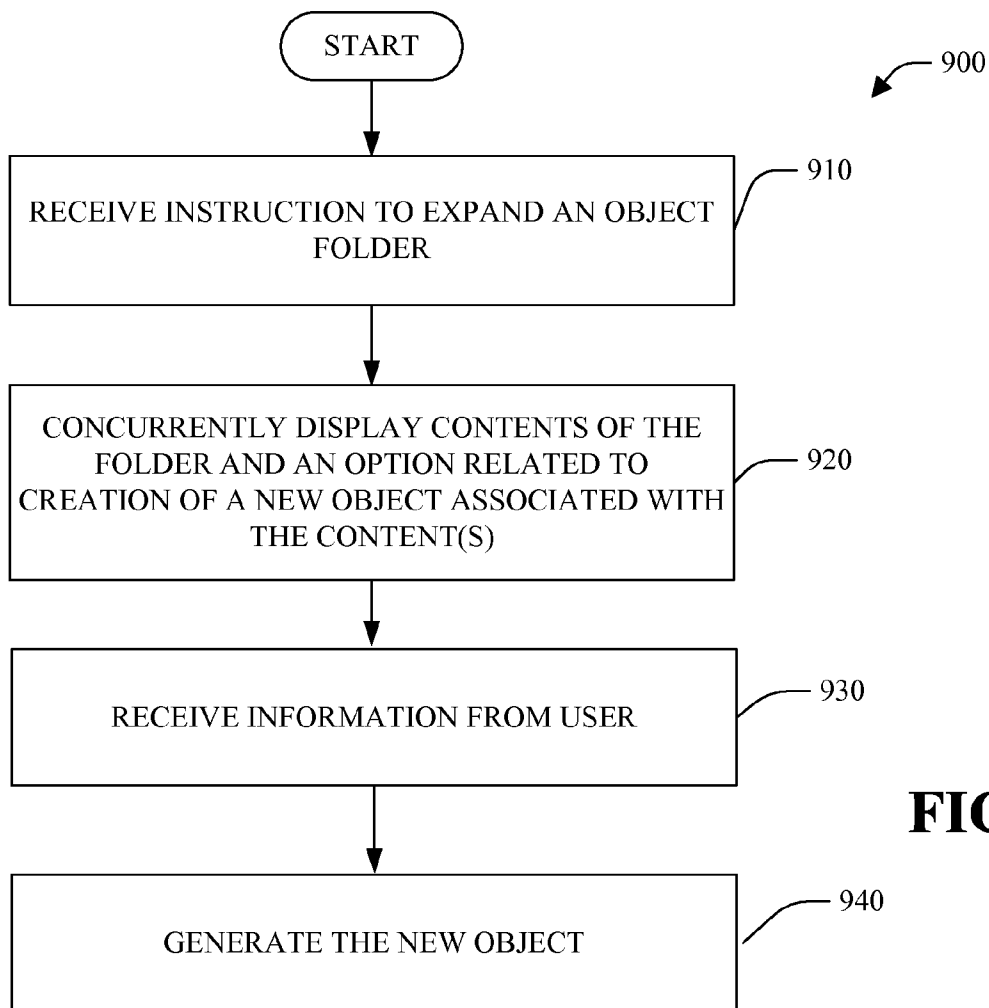 START
900
910
RECEIVE INSTRUCTION TO EXPAND AN OBJECT
FOLDER
CONCURRENTLY DISPLAY CONTENTS OF THE
FOLDER AND AN OPTION RELATED TO
CREATION OF A NEW OBJECT ASSOCIATED WITH
THE CONTENT(S)
920
930
RECEIVE INFORMATION FROM USER
940
GENERATE THE NEW OBJECT